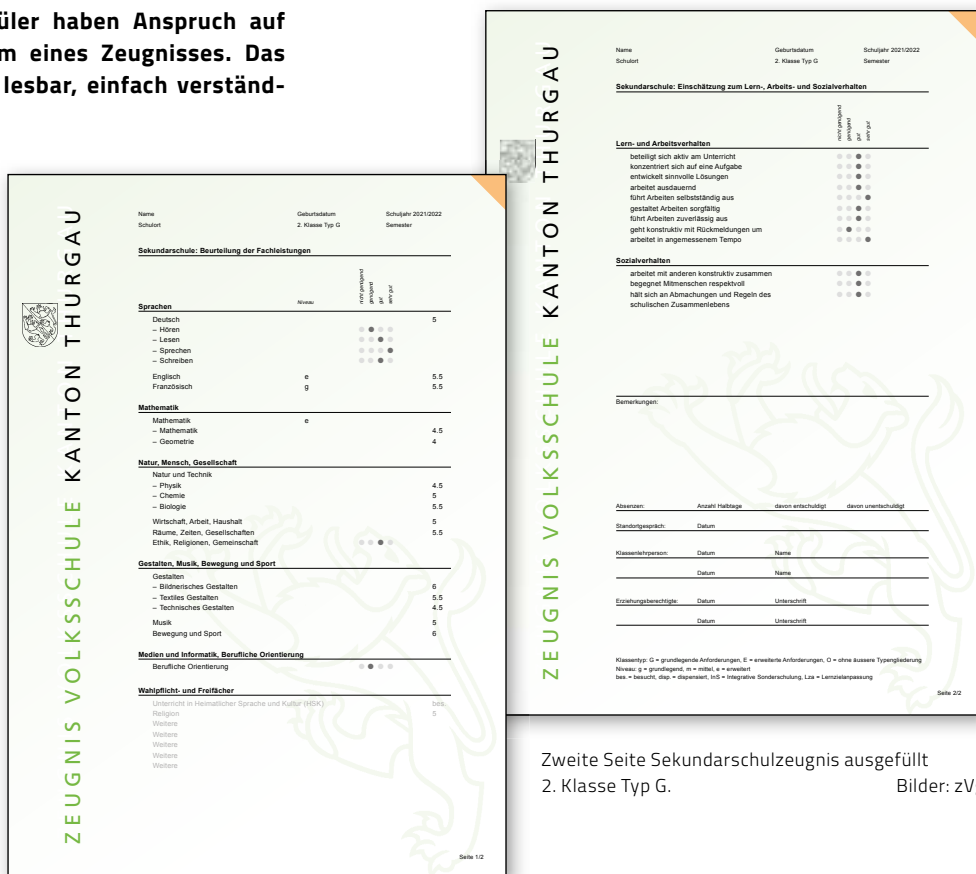 üler haben Anspruch auf
m eines Zeugnisses. Das
lesbar, einfach verständ-
ZEUGNIS VOLKSSCHULE KANTON THURGAU
Name Geburtsdatum Schuljahr 2021/2022
Schulort 2. Klasse Typ G Semester
Sekundarschule: Beurteilung der Fachleistungen
Sprachen Niveau nicht genügend genügend gut sehr gut
Deutsch 5
– Hören
– Lesen
– Sprechen
– Schreiben
Englisch e 5.5
Französisch g 5.5
Mathematik
Mathematik e
– Mathematik 4.5
– Geometrie 4
Natur, Mensch, Gesellschaft
Natur und Technik
– Physik 4.5
– Chemie 5
– Biologie 5.5
Wirtschaft, Arbeit, Haushalt 5
Räume, Zeiten, Gesellschaften 5.5
Ethik, Religionen, Gemeinschaft
Gestalten, Musik, Bewegung und Sport
Gestalten
– Bildnerisches Gestalten 6
– Textiles Gestalten 5.5
– Technisches Gestalten 4.5
Musik 5
Bewegung und Sport 6
Medien und Informatik, Berufliche Orientierung
Berufliche Orientierung
Wahlpflicht- und Freifächer
Unterricht in Heimatlicher Sprache und Kultur (HSK) bes.
Religion 5
Weitere
Weitere
Weitere
Weitere
Weitere
Seite 1/2
ZEUGNIS VOLKSSCHULE KANTON THURGAU
Name Geburtsdatum Schuljahr 2021/2022
Schulort 2. Klasse Typ G Semester
Sekundarschule: Einschätzung zum Lern-, Arbeits- und Sozialverhalten
nicht genügend genügend gut sehr gut
Lern- und Arbeitsverhalten
beteiligt sich aktiv am Unterricht
konzentriert sich auf eine Aufgabe
entwickelt sinnvolle Lösungen
arbeitet ausdauernd
führt Arbeiten selbstständig aus
gestaltet Arbeiten sorgfältig
führt Arbeiten zuverlässig aus
geht konstruktiv mit Rückmeldungen um
arbeitet in angemessenem Tempo
Sozialverhalten
arbeitet mit anderen konstruktiv zusammen
begegnet Mitmenschen respektvoll
hält sich an Abmachungen und Regeln des
schulischen Zusammenlebens
Bemerkungen:
Absenzen: Anzahl Halbtage davon entschuldigt davon unentschuldigt
Standortgespräch: Datum
Klassenlehrperson: Datum Name
Datum Name
Erziehungsberechtigte: Datum Unterschrift
Datum Unterschrift
Klassentyp: G = grundlegende Anforderungen, E = erweiterte Anforderungen, O = ohne äussere Typengliederung
Niveau: g = grundlegend, m = mittel, e = erweitert
bes. = besucht, disp. = dispensiert, InS = Integrative Sonderschulung, Lza = Lernzielanpassung
Seite 2/2
Zweite Seite Sekundarschulzeugnis ausgefüllt
2. Klasse Typ G. Bilder: zV